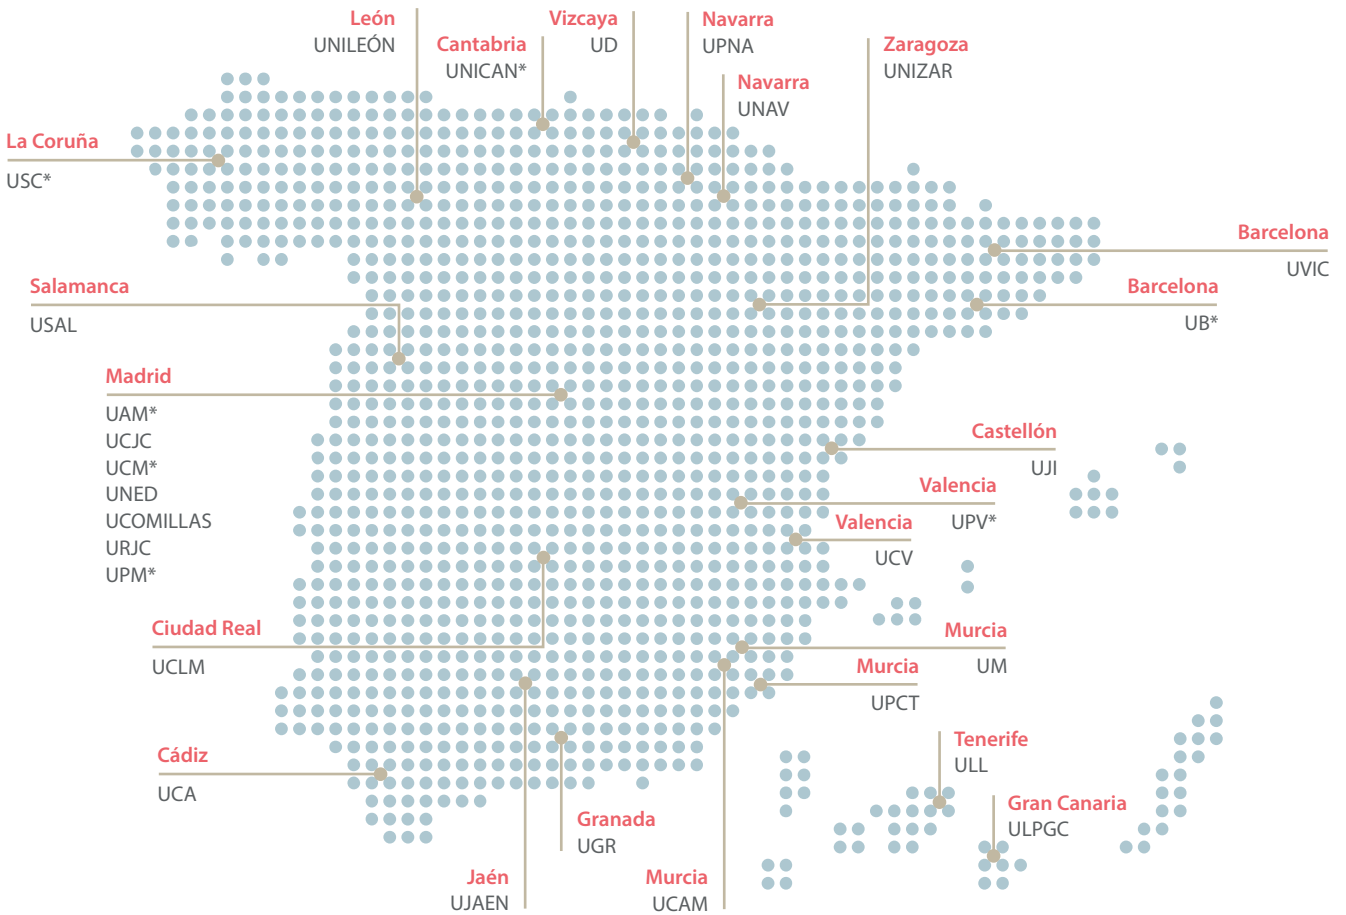 León
UNILEÓN
Cantabria
UNICAN*
Vizcaya
UD
Navarra
UPNA
Navarra
UNAV
Zaragoza
UNIZAR
La Coruña
USC*
Barcelona
UVIC
Barcelona
UB*
Salamanca
USAL
Madrid
UAM*
UCJC
UCM*
UNED
UCOMILLAS
URJC
UPM*
Castellón
UJI
Valencia
UPV*
Valencia
UCV
Ciudad Real
UCLM
Murcia
UM
Murcia
UPCT
Cádiz
UCA
Tenerife
ULL
Gran Canaria
ULPGC
Granada
UGR
Jaén
UJAEN
Murcia
UCAM